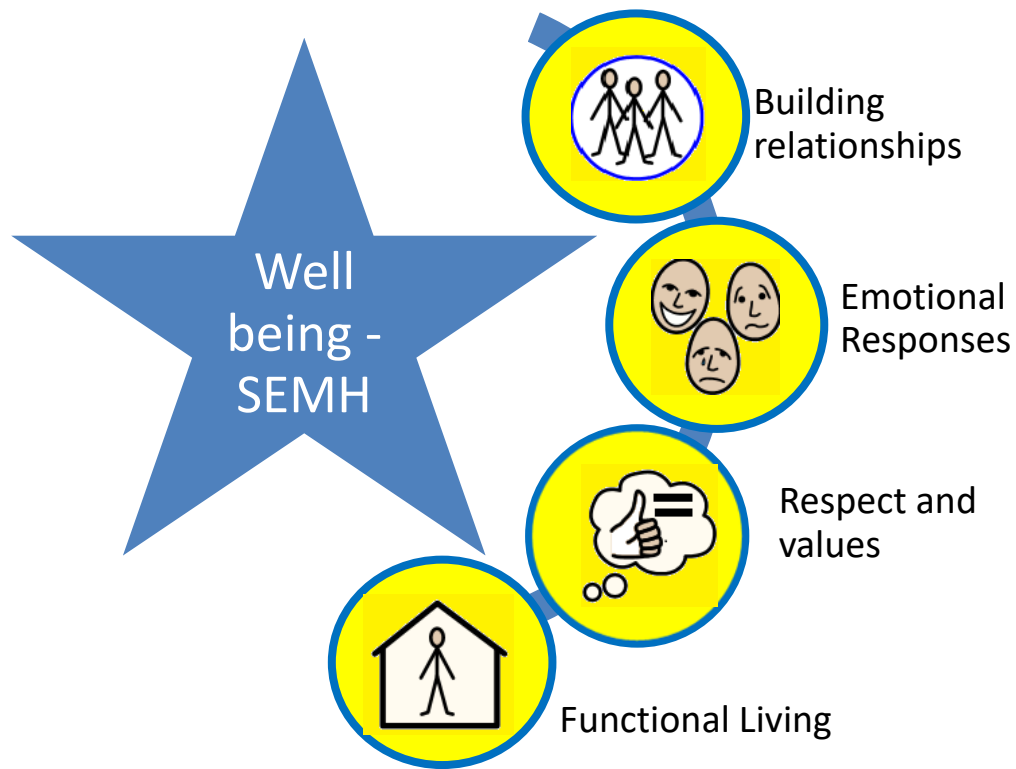 Well
being -
SEMH
Building
relationships
Emotional
Responses
Respect and
values
Functional Living